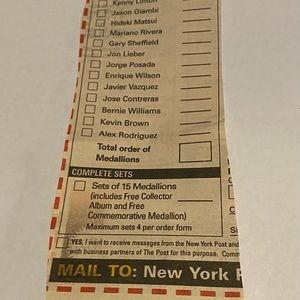 Kenny Lofton
Jason Giambi
Hideki Matsui
Mariano Rivera
Gary Sheffield
Jon Lieber
Jorge Posada
Enrique Wilson
Javier Vazquez
Jose Contreras
Bernie Williams
Kevin Brown
Alex Rodriguez
Total order of
Medallions
COMPLETE SETS
Sets of 15 Medallions
(includes Free Collector
Album and Free
Commemorative Medallion)
Maximum sets 4 per order form
YES, I want to receive messages from the New York Post and
with business partners of The Post for this purpose.
MAIL TO: New York